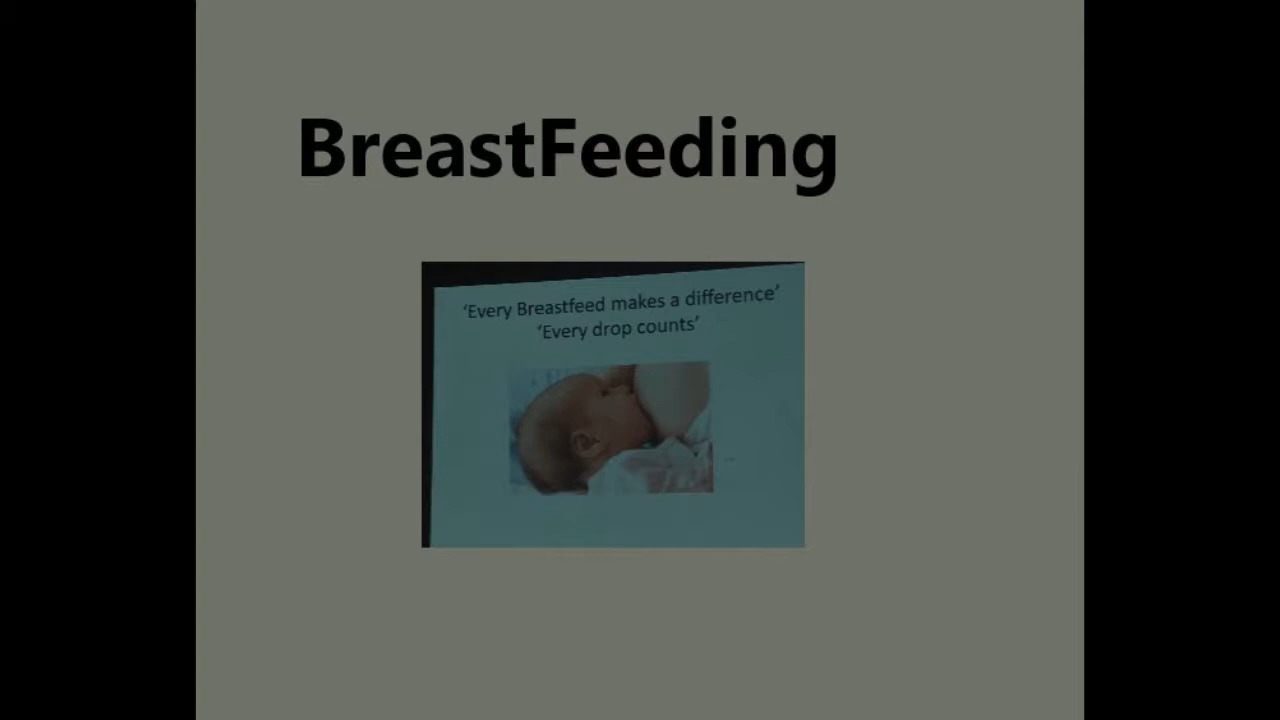 BreastFeeding
‘Every Breastfeed makes a difference’
‘Every drop counts’